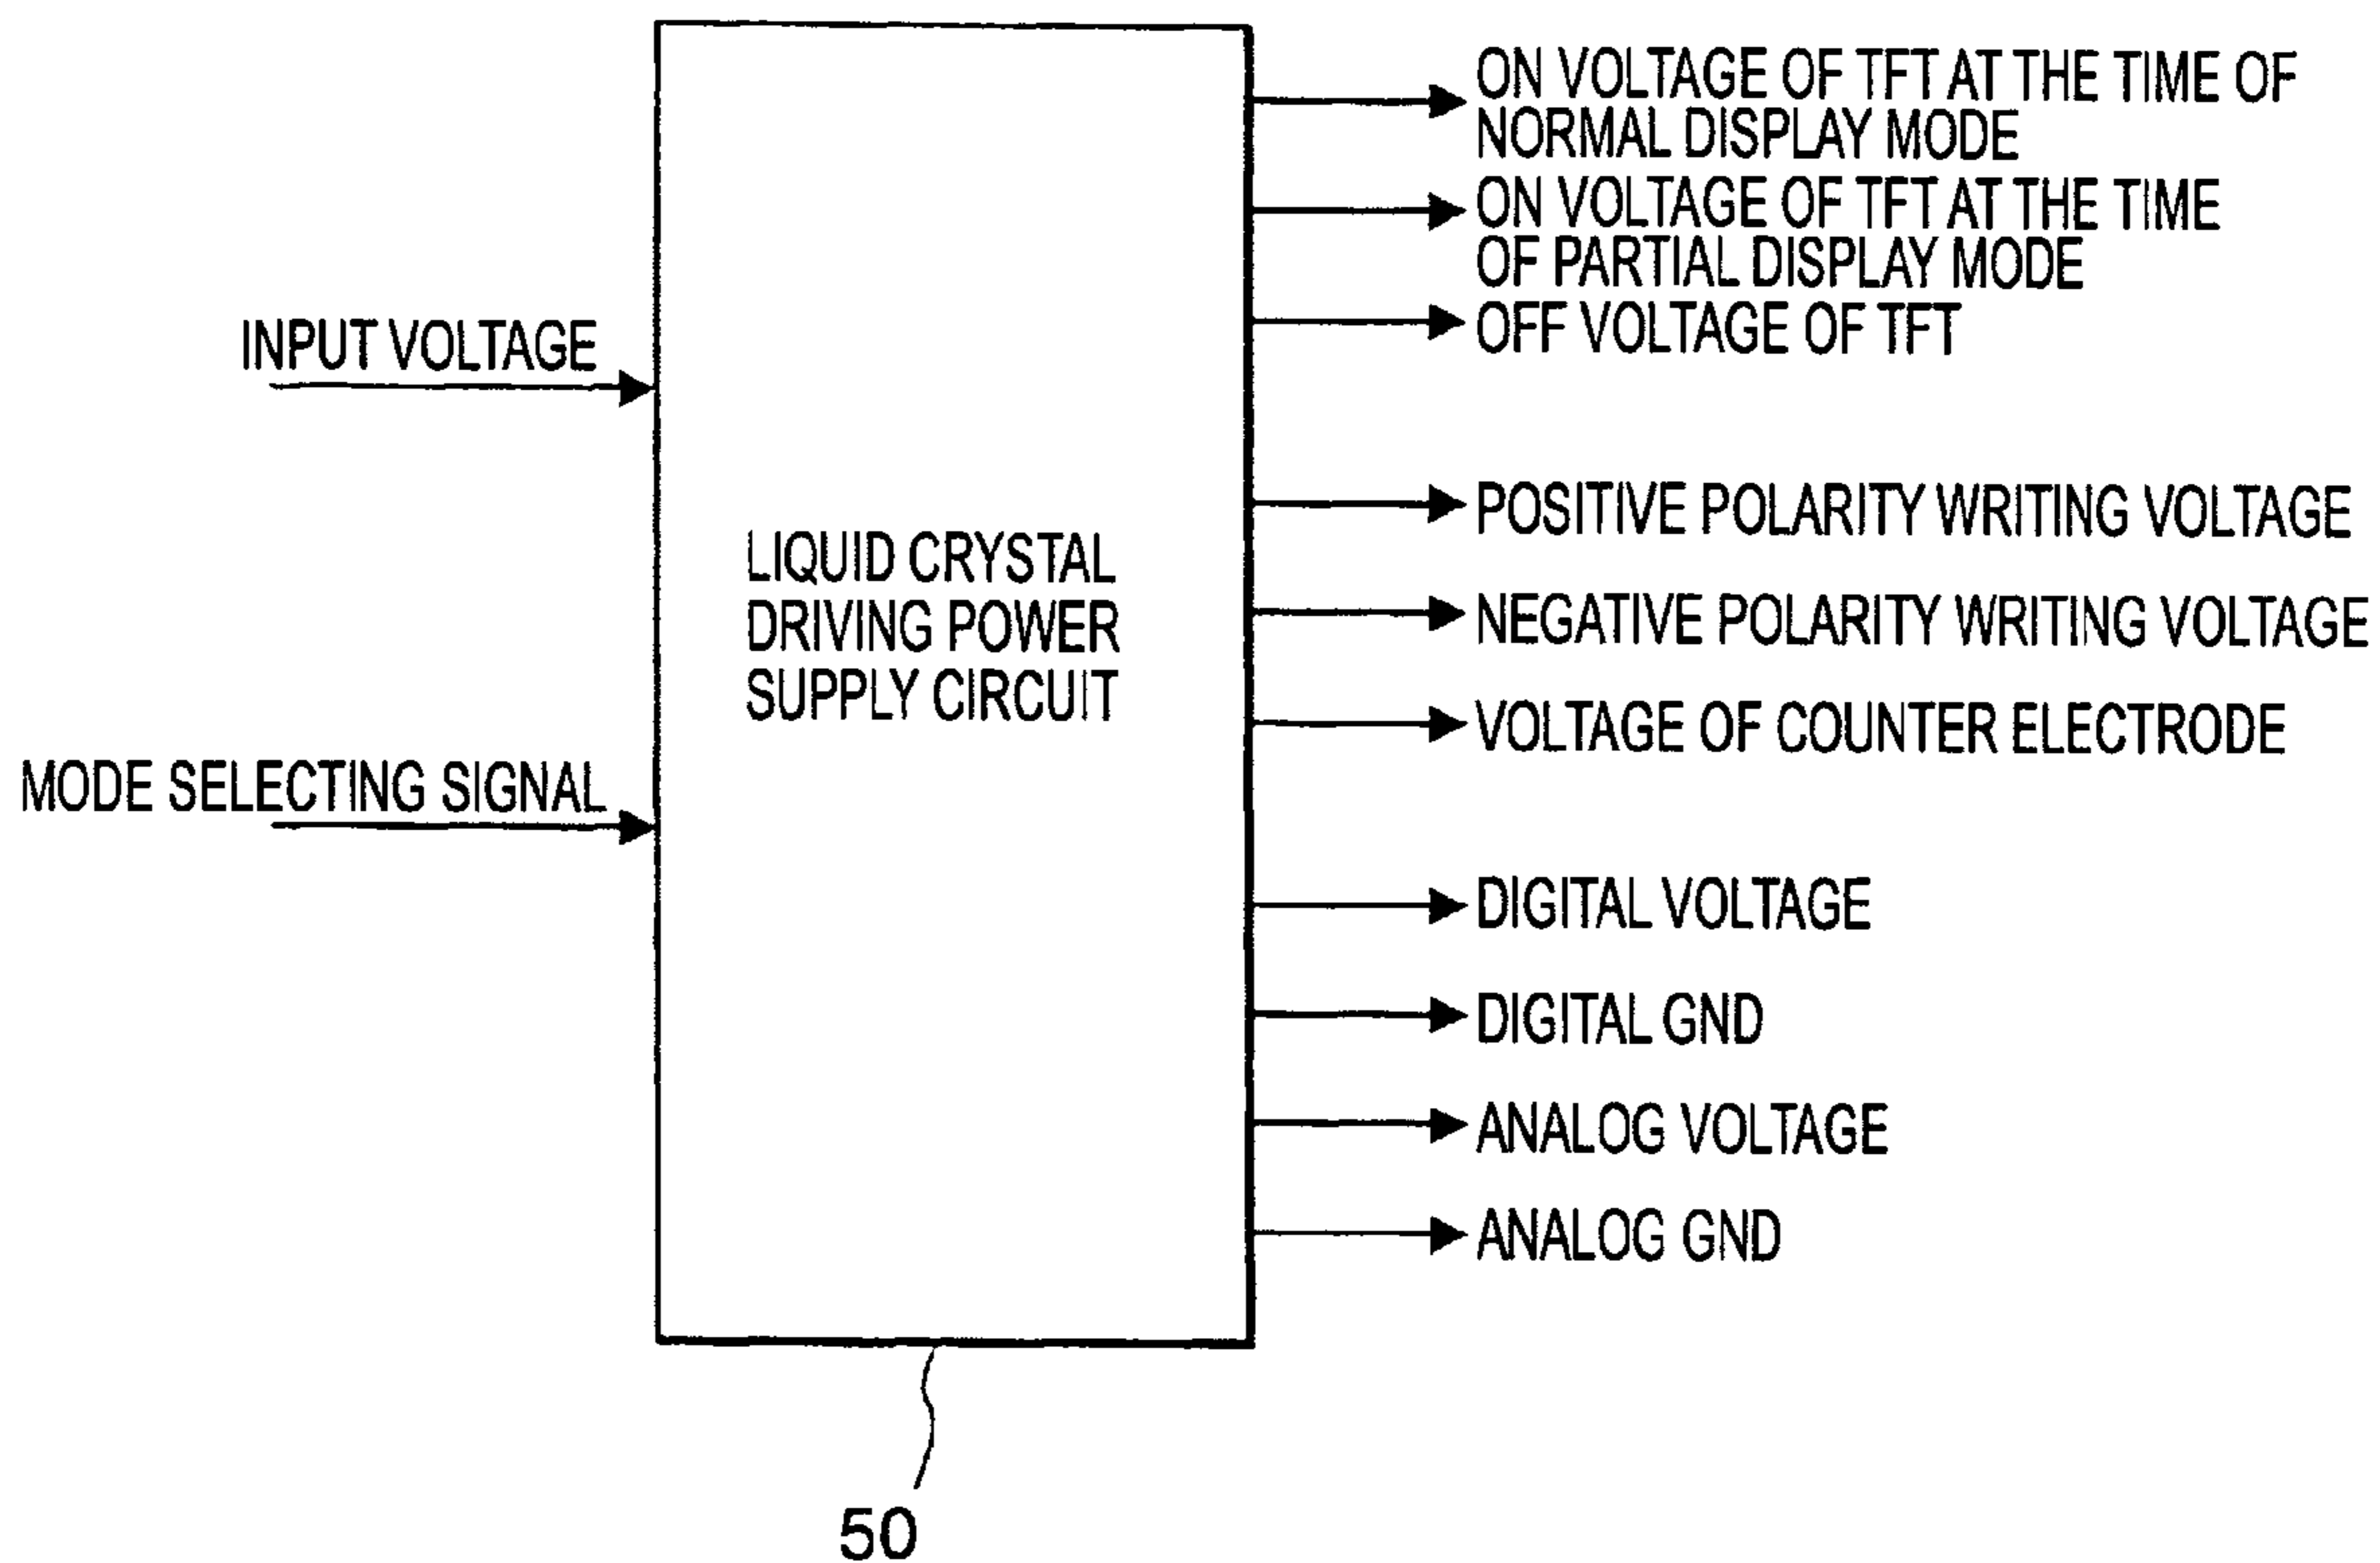 INPUT VOLTAGE
MODE SELECTING SIGNAL
LIQUID CRYSTAL
DRIVING POWER
SUPPLY CIRCUIT
ON VOLTAGE OF TFT AT THE TIME OF
NORMAL DISPLAY MODE
ON VOLTAGE OF TFT AT THE TIME
OF PARTIAL DISPLAY MODE
OFF VOLTAGE OF TFT
POSITIVE POLARITY WRITING VOLTAGE
NEGATIVE POLARITY WRITING VOLTAGE
VOLTAGE OF COUNTER ELECTRODE
DIGITAL VOLTAGE
DIGITAL GND
ANALOG VOLTAGE
ANALOG GND
50